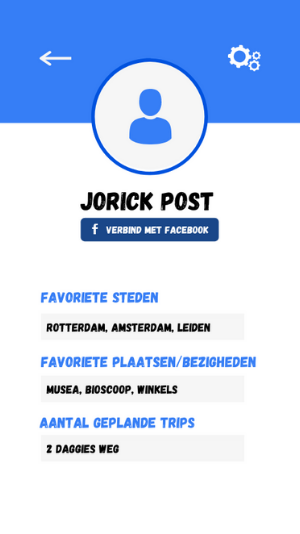 JORICK POST
f VERBIND MET FACEBOOK
FAVORIETE STEDEN
ROTTERDAM, AMSTERDAM, LEIDEN
FAVORIETE PLAATSEN/BEZIGHEDEN
MUSEA, BIOSCOOP, WINKELS
AANTAL GEPLANDE TRIPS
2 DAGGIES WEG